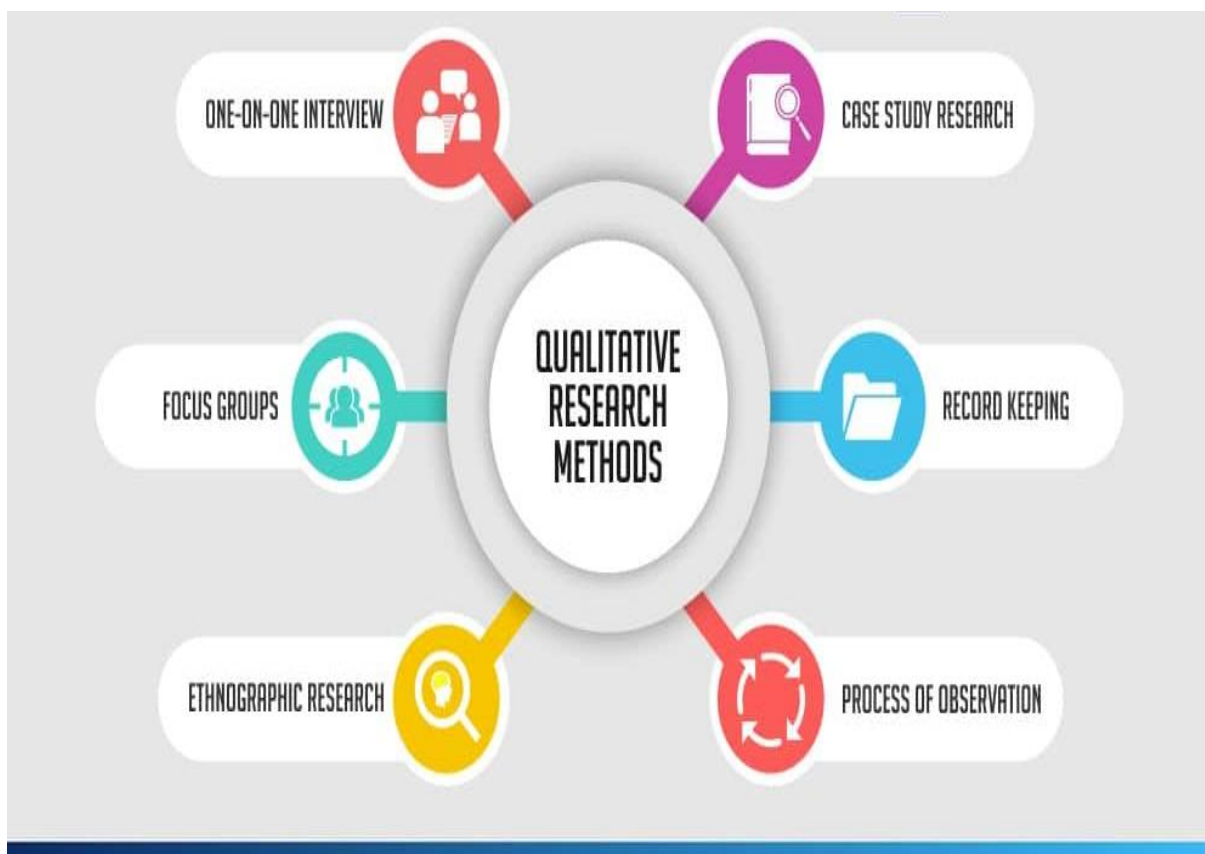 ONE-ON-ONE INTERVIEW
CASE STUDY RESEARCH
QUALITATIVE
RESEARCH
METHODS
FOCUS GROUPS
RECORD KEEPING
ETHNOGRAPHIC RESEARCH
PROCESS OF OBSERVATION